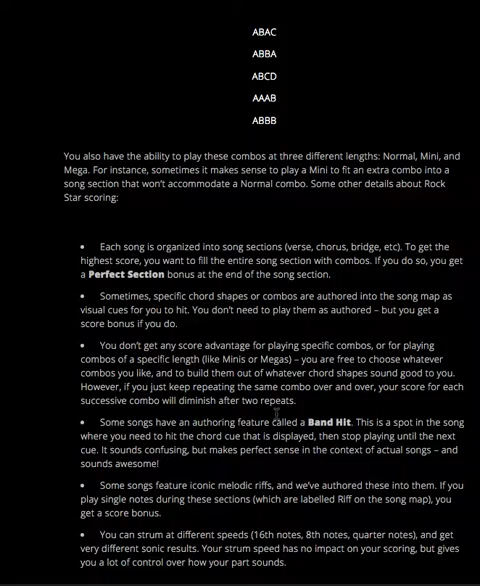 ABAC
ABBA
ABCD
AAAB
ABBB
You also have the ability to play these combos at three different lengths: Normal, Mini, and
Mega. For instance, sometimes it makes sense to play a Mini to fit an extra combo into a
song section that won't accommodate a Normal combo. Some other details about Rock
Star scoring:
• Each song is organized into song sections (verse, chorus, bridge, etc). To get the
highest score, you want to fill the entire song section with combos. If you do so, you get
a Perfect Section bonus at the end of the song section.
• Sometimes, specific chord shapes or combos are authored into the song map as
visual cues for you to hit. You don't need to play them as authored – but you get a
score bonus if you do.
• You don't get any score advantage for playing specific combos, or for playing
combos of a specific length (like Minis or Megas) – you are free to choose whatever
combos you like, and to build them out of whatever chord shapes sound good to you.
However, if you just keep repeating the same combo over and over, your score for each
successive combo will diminish after two repeats.
• Some songs have an authoring feature called a Band Hit. This is a spot in the song
where you need to hit the chord cue that is displayed, then stop playing until the next
cue. It sounds confusing, but makes perfect sense in the context of actual songs – and
sounds awesome!
• Some songs feature iconic melodic riffs, and we've authored these into them. If you
play single notes during these sections (which are labelled Riff on the song map), you
get a score bonus.
• You can strum at different speeds (16th notes, 8th notes, quarter notes), and get
very different sonic results. Your strum speed has no impact on your scoring, but gives
you a lot of control over how your part sounds.